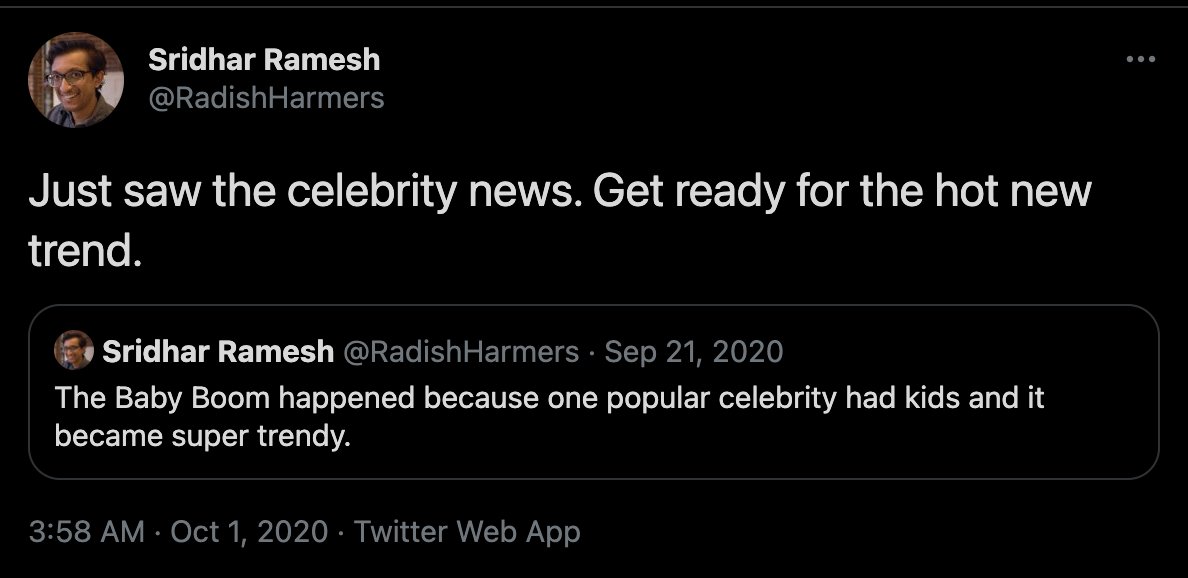 Sridhar Ramesh
@RadishHarmers
Just saw the celebrity news. Get ready for the hot new
trend.
Sridhar Ramesh @RadishHarmers · Sep 21, 2020
The Baby Boom happened because one popular celebrity had kids and it
became super trendy.
3:58 AM · Oct 1, 2020 · Twitter Web App